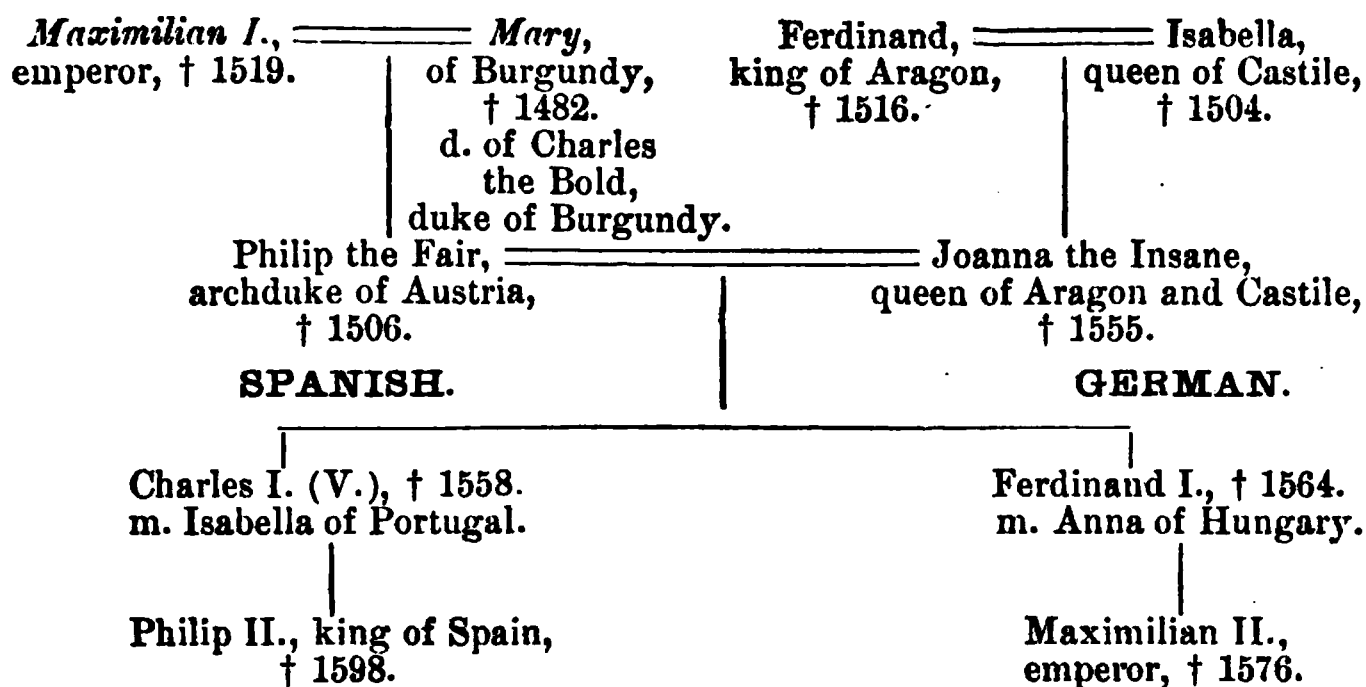 Maximilian I., Mary, Ferdinand, Isabella,
emperor, † 1519. of Burgundy, king of Aragon, queen of Castile,
† 1482. † 1516. † 1504.
d. of Charles
the Bold,
duke of Burgundy.
Philip the Fair, Joanna the Insane,
archduke of Austria, queen of Aragon and Castile,
† 1506. † 1555.
SPANISH. GERMAN.
Charles I. (V.), † 1558. Ferdinand I., † 1564.
m. Isabella of Portugal. m. Anna of Hungary.
Philip II., king of Spain, Maximilian II.,
† 1598. emperor, † 1576.